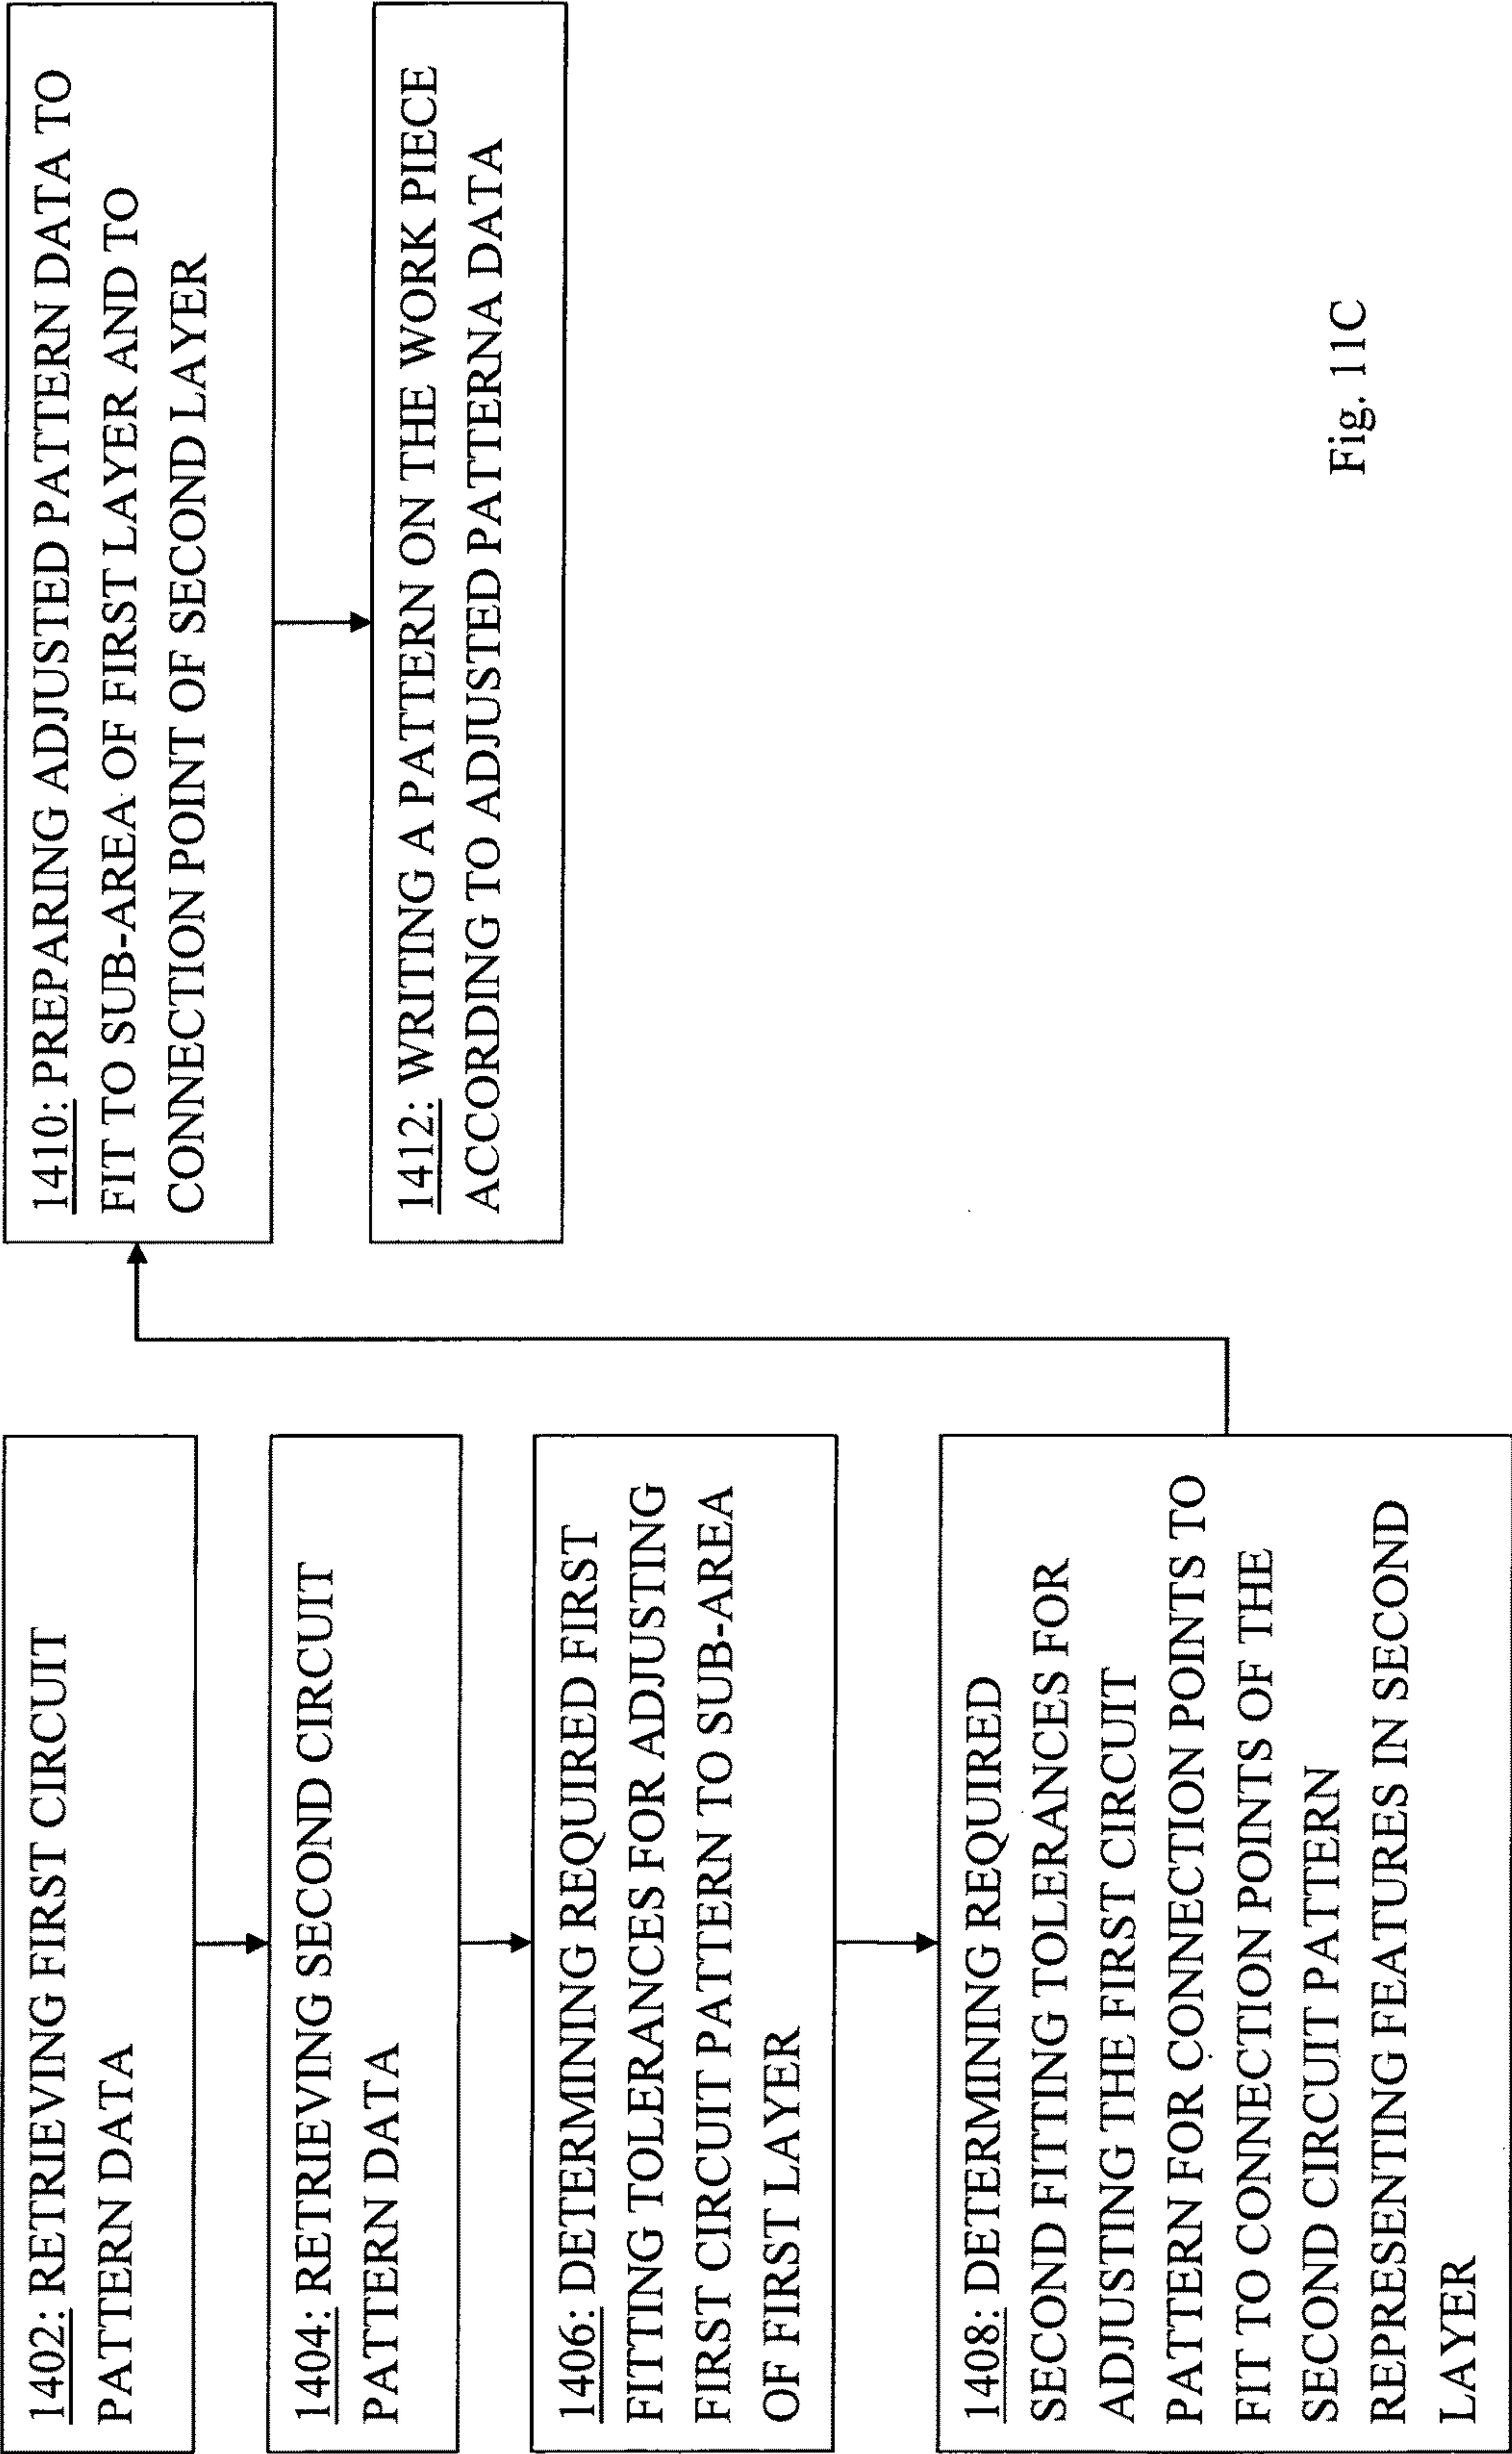 1402: RETRIEVING FIRST CIRCUIT
PATTERN DATA
1404: RETRIEVING SECOND CIRCUIT
PATTERN DATA
1406: DETERMINING REQUIRED FIRST
FITTING TOLERANCES FOR ADJUSTING
FIRST CIRCUIT PATTERN TO SUB-AREA
OF FIRST LAYER
1408: DETERMINING REQUIRED
SECOND FITTING TOLERANCES FOR
ADJUSTING THE FIRST CIRCUIT
PATTERN FOR CONNECTION POINTS TO
FIT TO CONNECTION POINTS OF THE
SECOND CIRCUIT PATTERN
REPRESENTING FEATURES IN SECOND
LAYER
1410: PREPARING ADJUSTED PATTERN DATA TO
FIT TO SUB-AREA OF FIRST LAYER AND TO
CONNECTION POINT OF SECOND LAYER
1412: WRITING A PATTERN ON THE WORK PIECE
ACCORDING TO ADJUSTED PATTERNA DATA
Fig. 11C